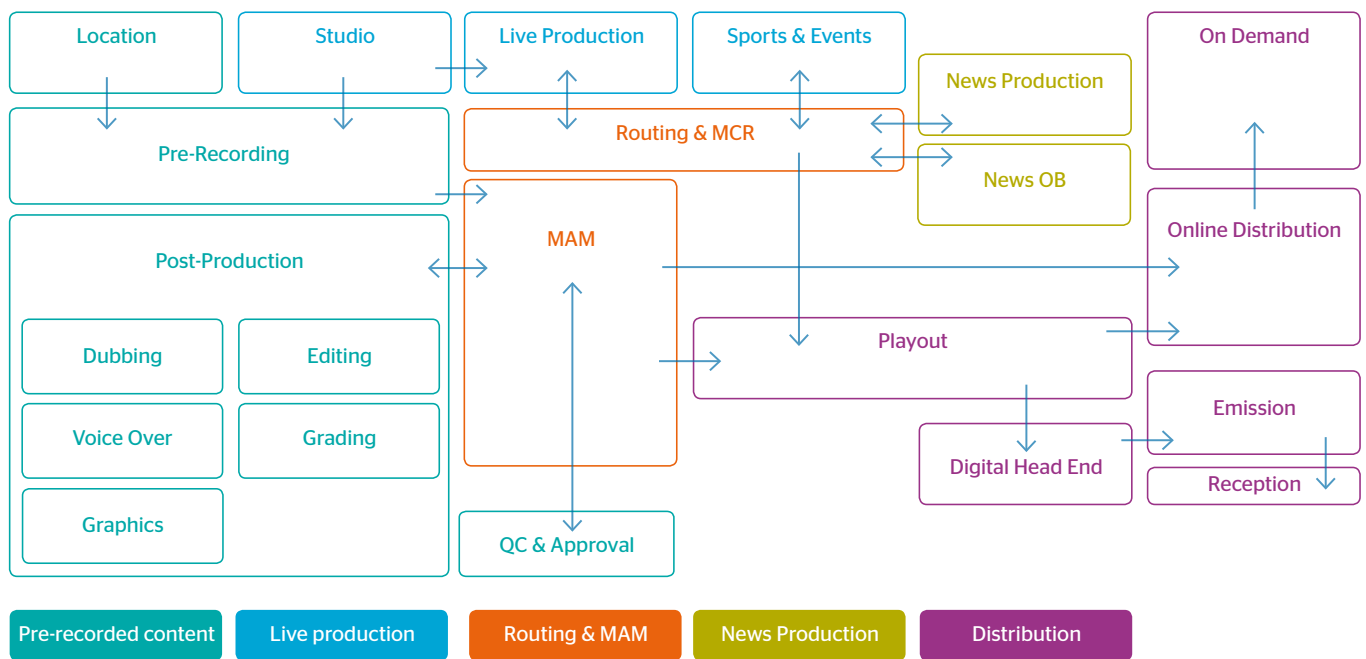 Location
Studio
Live Production
Sports & Events
On Demand
News Production
Routing & MCR
Pre-Recording
News OB
MAM
Online Distribution
Post-Production
Playout
Dubbing
Editing
Emission
Voice Over
Grading
Digital Head End
Reception
Graphics
QC & Approval
Pre-recorded content
Live production
Routing & MAM
News Production
Distribution